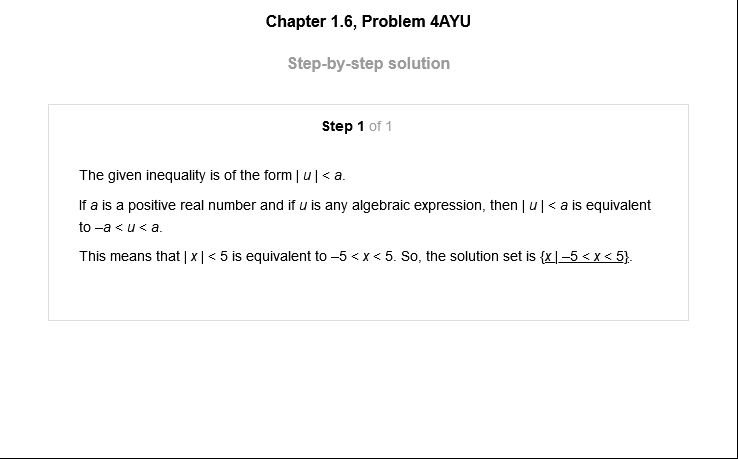 Chapter 1.6, Problem 4AYU
Step-by-step solution
Step 1 of 1
The given inequality is of the form | u | < a.
If a is a positive real number and if u is any algebraic expression, then | u | < a is equivalent
to –a < u < a.
This means that | x | < 5 is equivalent to –5 < x < 5. So, the solution set is {x | –5 < x < 5}.